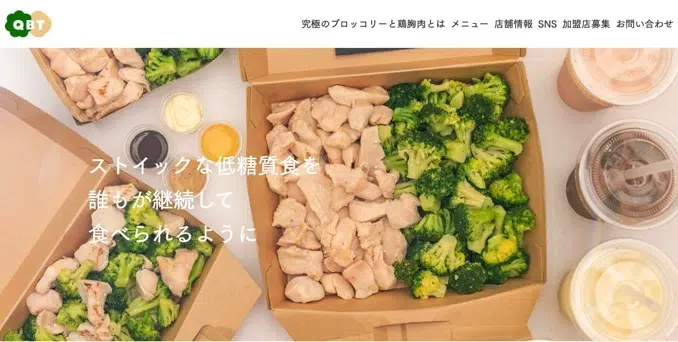 QBT
究極のブロッコリーと鶏胸肉とは メニュー 店舗情報 SNS 加盟店募集 お問い合わせ
ストイックな低糖質食を
誰もが継続して
食べられるように